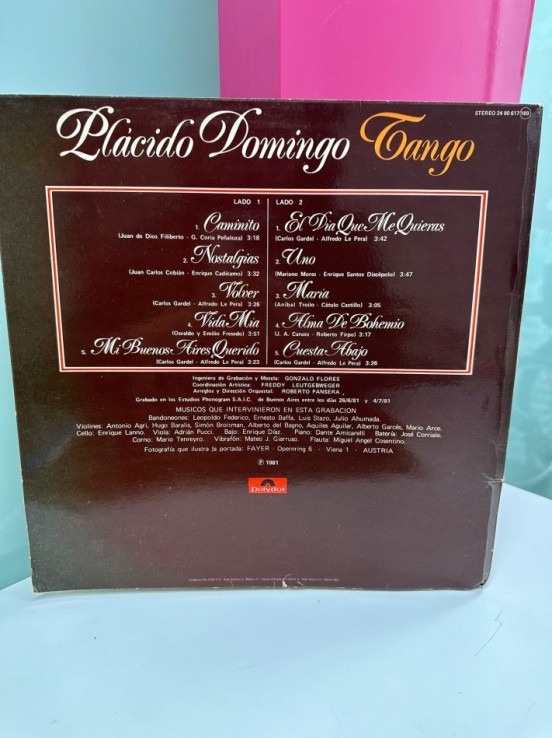 STEREO 24 80 617 169
Plácido Domingo Tango
LADO 1
1. Caminito
(Juan de Dios Filiberto - G. Coria Peñaloza) 3:18
2. Nostalgias
(Juan Carlos Cobián - Enrique Cadícamo) 3:32
3. Volver
(Carlos Gardel - Alfredo Le Pera) 3:26
4. Vida Mia
(Osvaldo y Emilio Fresedo) 3:51
5. Mi Buenos Aires Querido
(Carlos Gardel - Alfredo Le Pera) 3:23
LADO 2
1. El Dia Que Me Quieras
(Carlos Gardel - Alfredo Le Pera) 3:42
2. Uno
(Mariano Mores - Enrique Santos Discépolo) 3:47
3. Maria
(Anibal Troilo - Cátulo Castillo) 3:05
4. Alma De Bohemio
(J. A. Caruso - Roberto Firpo) 3:17
5. Cuesta Abajo
(Carlos Gardel - Alfredo Le Pera) 3:26
Ingeniero de Grabación y Mezcla: GONZALO FLORES
Coordinación Artística: FREDDY LEUTGEBWEGER
Arreglos y Dirección Orquestal: ROBERTO PANSERA
Grabado en los Estudios Phonogram S.A.I.C. de Buenos Aires entre los días 26/6/81 y 4/7/81
MUSICOS QUE INTERVINIERON EN ESTA GRABACION
Bandoneones: Leopoldo Federico, Ernesto Baffa, Luis Stazo, Julio Ahumada.
Violines: Antonio Agri, Hugo Baralis, Simón Broitman, Alberto del Bagno, Aquiles Aguilar, Alberto Garcés, Mario Arce.
Cello: Enrique Lanno. Viola: Adrián Pucci. Bajo: Enrique Díaz. Piano: Dante Amicarelli. Batería: José Corriale.
Corno: Mario Tenreyro. Vibrafón: Mateo J. Giarruso. Flauta: Miguel Angel Cosentino.
Fotografía que ilustra la portada: FAYER - Opernring 6 - Viena 1 - AUSTRIA
Ⓟ 1981
Polydor